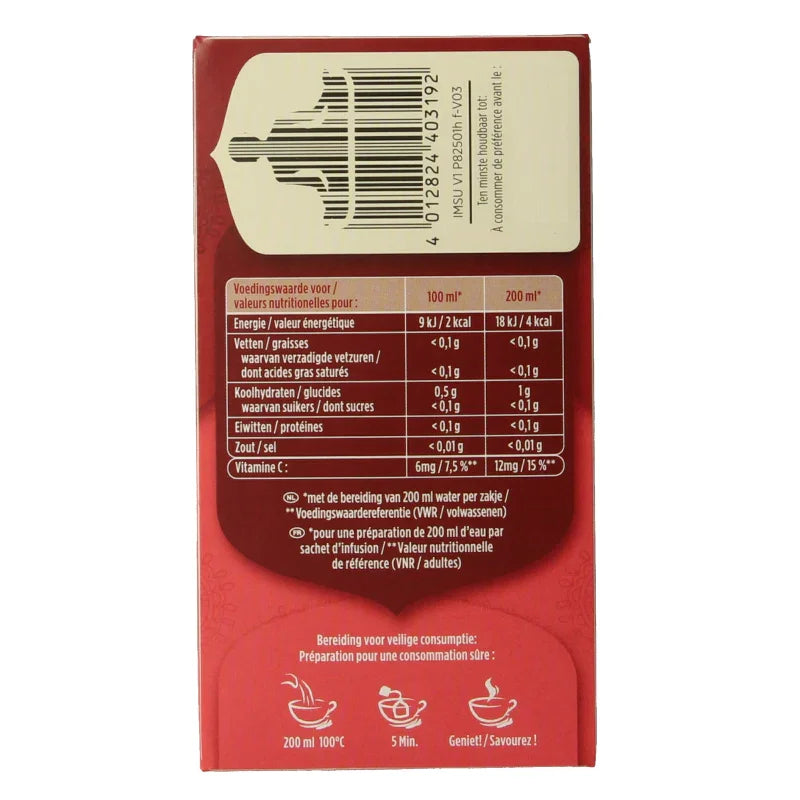 4 012824 403192
IMSU V1 P82501h f-V03
Ten minste houdbaar tot:
À consommer de préférence avant le :
Voedingswaarde voor /
valeurs nutritionelles pour : 100 ml* 200 ml*
Energie / valeur énergétique 9 kJ / 2 kcal 18 kJ / 4 kcal
Vetten / graisses < 0,1 g < 0,1 g
waarvan verzadigde vetzuren /
dont acides gras saturés < 0,1 g < 0,1 g
Koolhydraten / glucides 0,5 g 1 g
waarvan suikers / dont sucres < 0,1 g < 0,1 g
Eiwitten / protéines < 0,1 g < 0,1 g
Zout / sel < 0,01 g < 0,01 g
Vitamine C : 6mg / 7,5 %** 12mg / 15 %**
NL *met de bereiding van 200 ml water per zakje /
**Voedingswaardereferentie (VWR / volwassenen)
FR *pour une préparation de 200 ml d'eau par
sachet d'infusion / **Valeur nutritionnelle
de référence (VNR / adultes)
Bereiding voor veilige consumptie:
Préparation pour une consommation sûre :
200 ml 100°C 5 Min. Geniet! / Savourez !